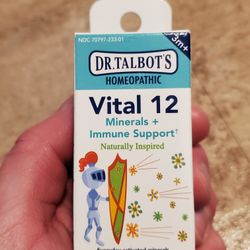 NDC 70797-233-01
3m+
DR. TALBOT'S
HOMEOPATHIC
Vital 12
Minerals +
Immune Support†
Naturally Inspired